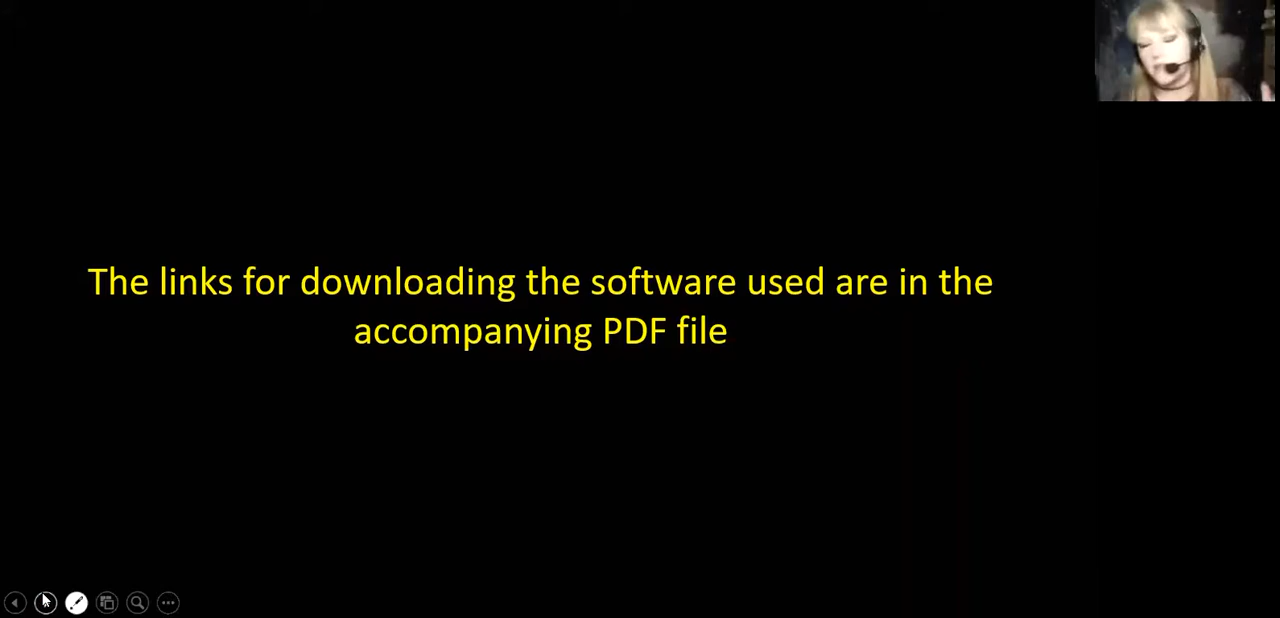 The links for downloading the software used are in the
accompanying PDF file